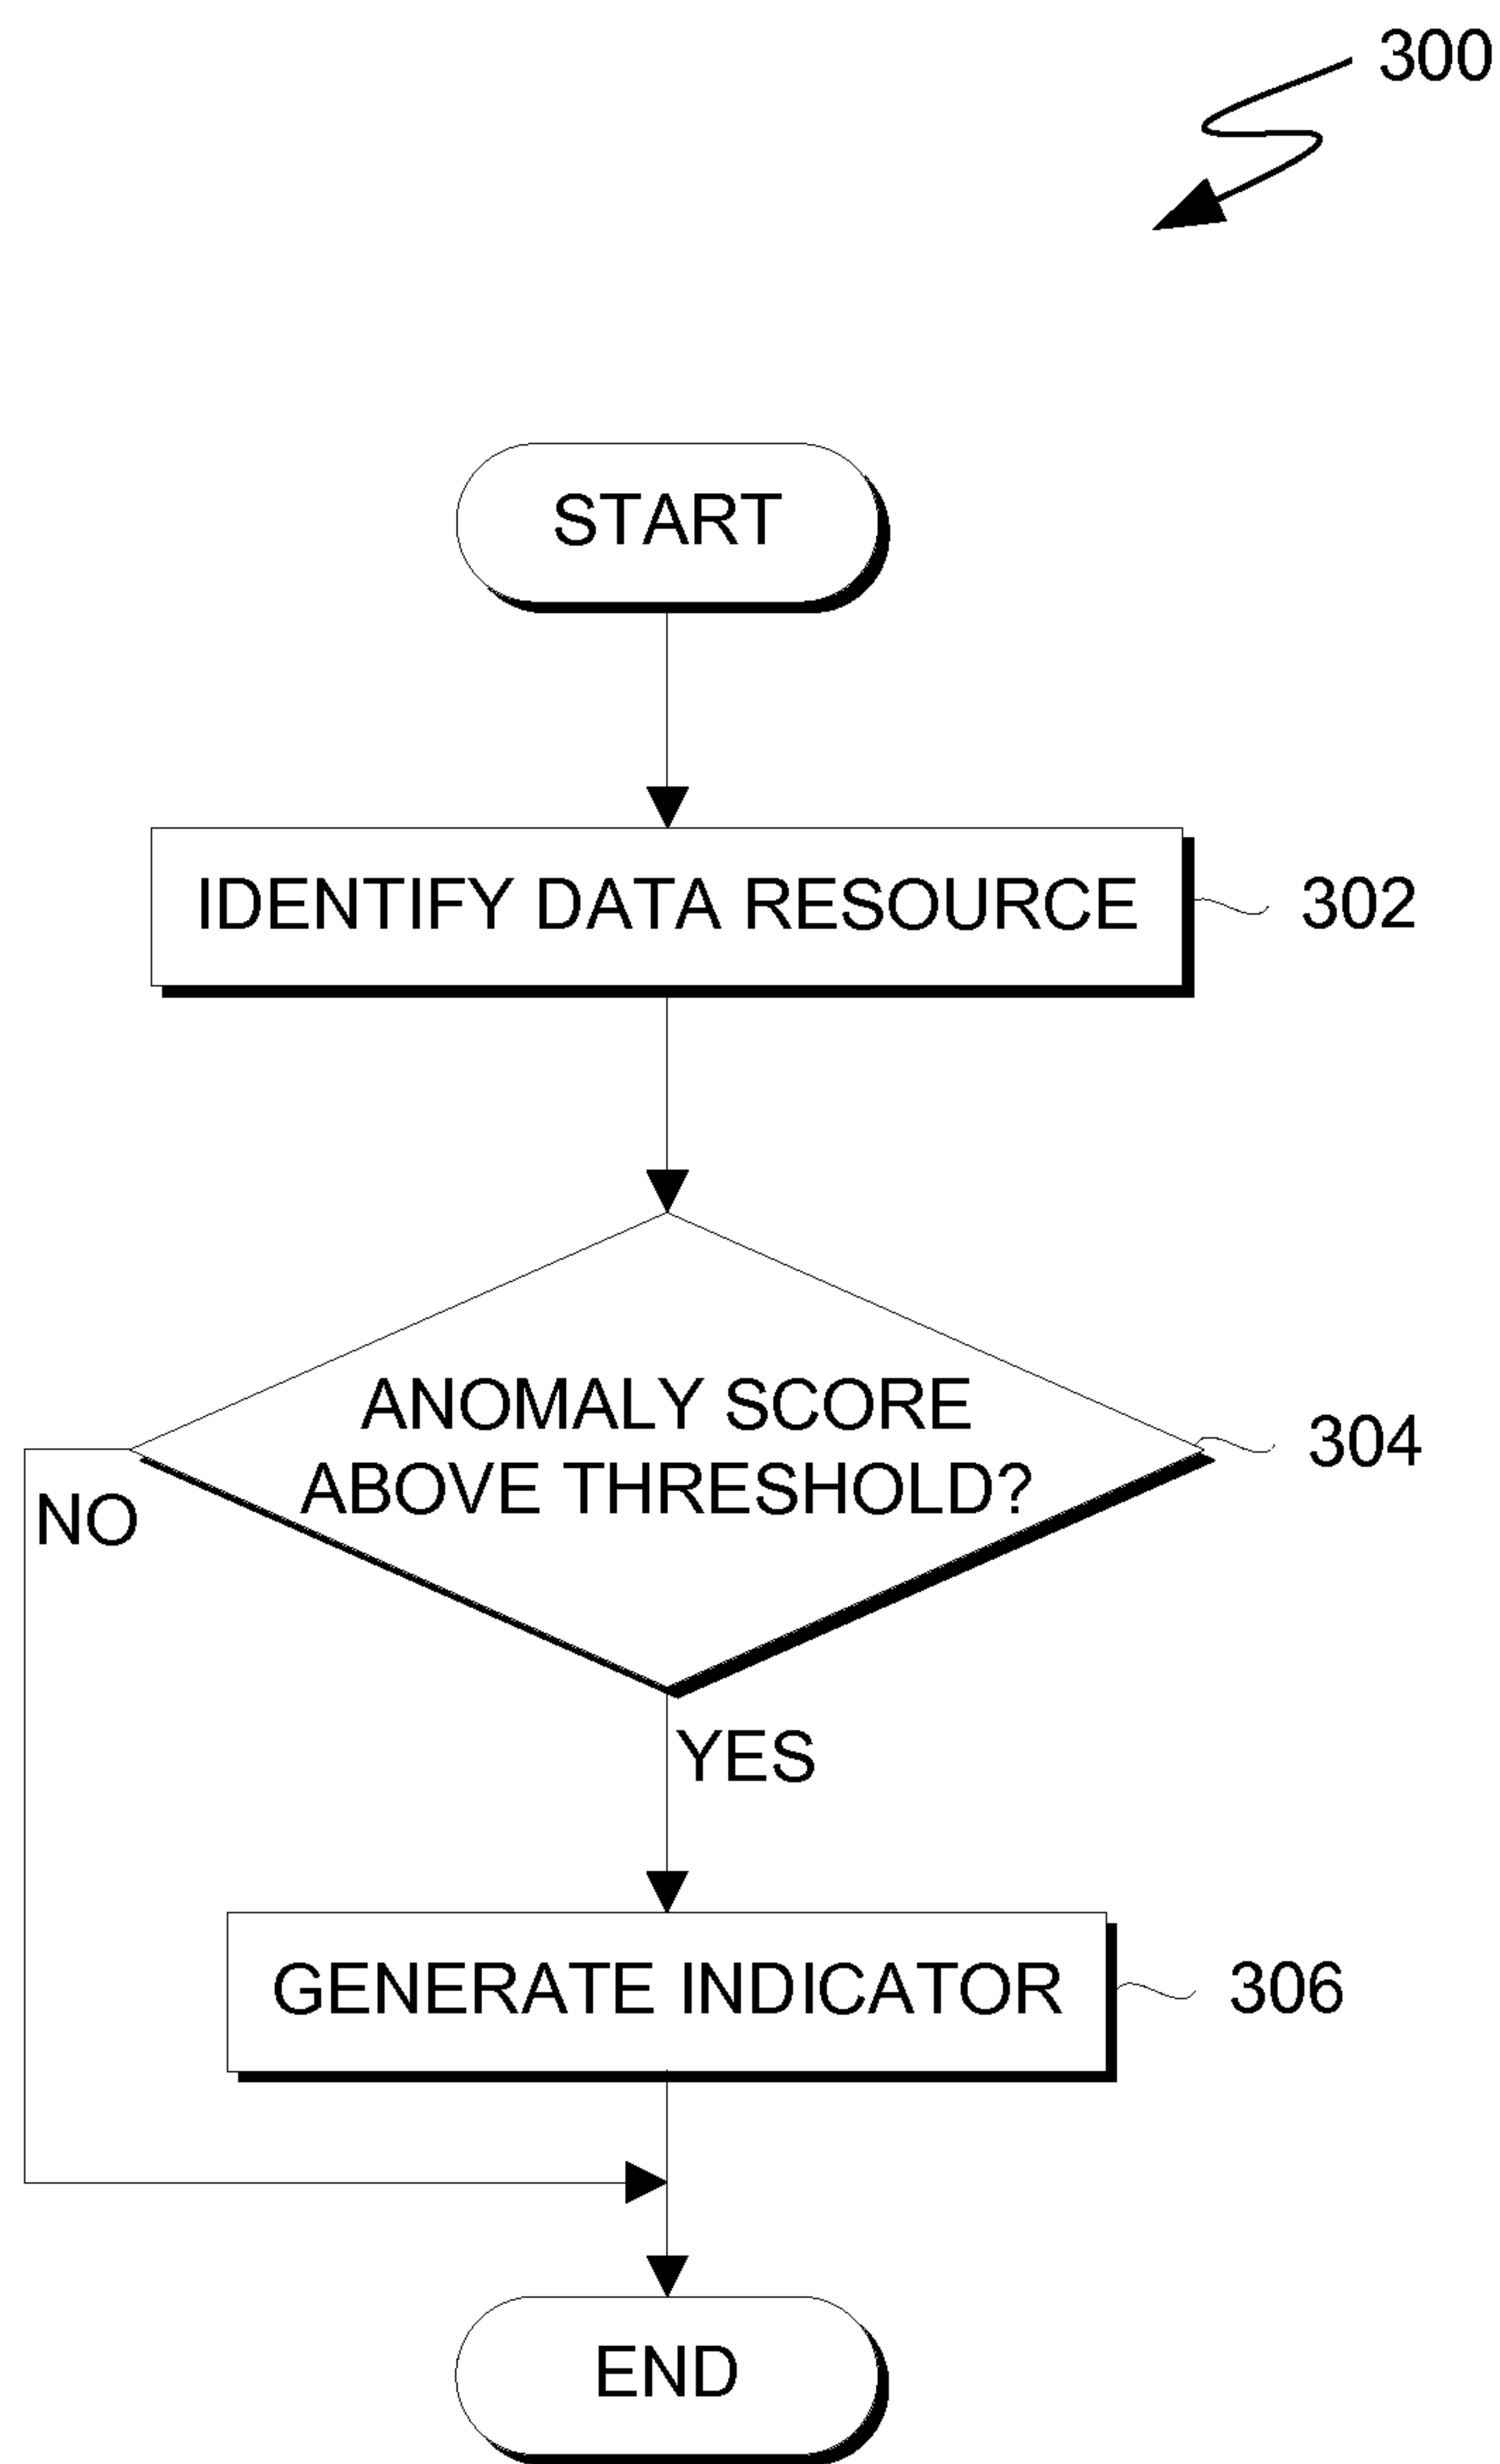 300
START
IDENTIFY DATA RESOURCE
302
ANOMALY SCORE
ABOVE THRESHOLD?
304
NO
YES
GENERATE INDICATOR
306
END